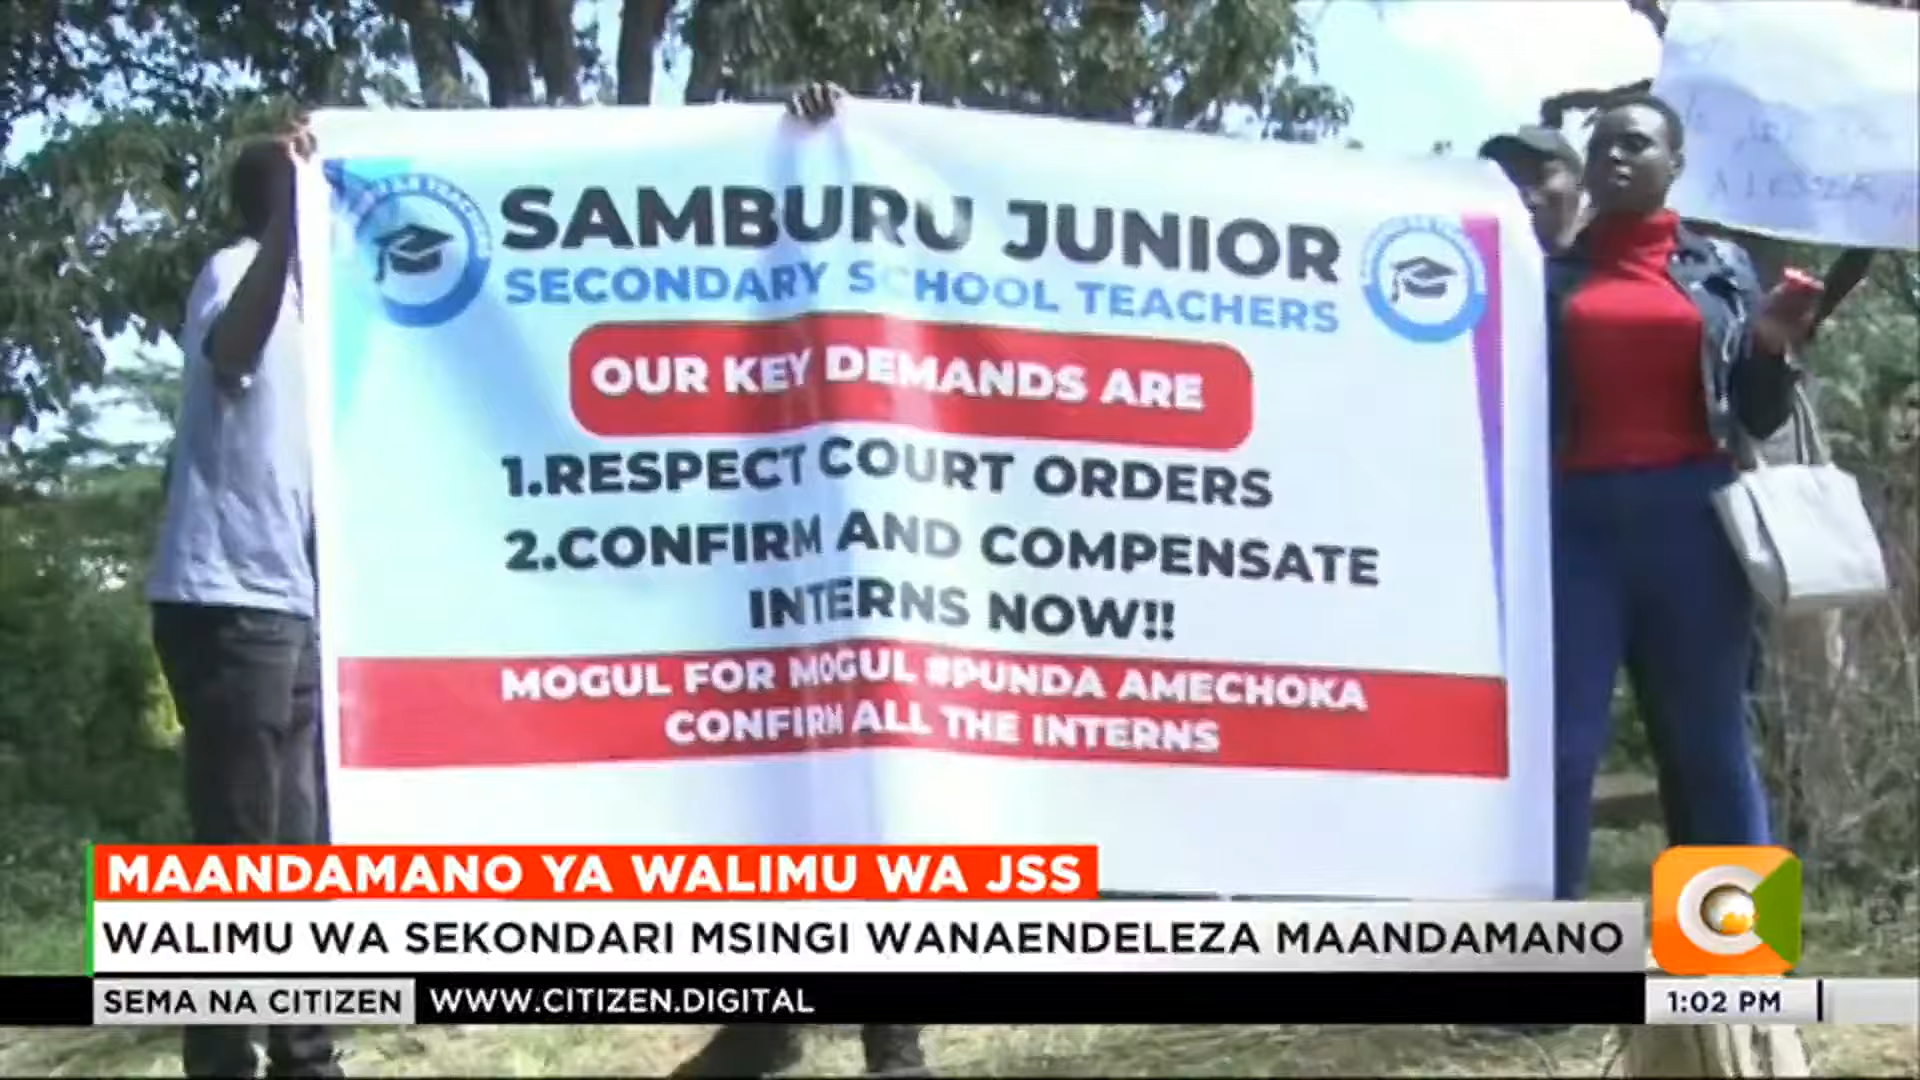 SAMBURU JUNIOR
SECONDARY SCHOOL TEACHERS
OUR KEY DEMANDS ARE
1.RESPECT COURT ORDERS
2.CONFIRM AND COMPENSATE
INTERNS NOW!!
MOGUL FOR MOGUL #PUNDA AMECHOKA
CONFIRM ALL THE INTERNS
MAANDAMANO YA WALIMU WA JSS
WALIMU WA SEKONDARI MSINGI WANAENDELEZA MAANDAMANO
SEMA NA CITIZEN WWW.CITIZEN.DIGITAL
1:02 PM